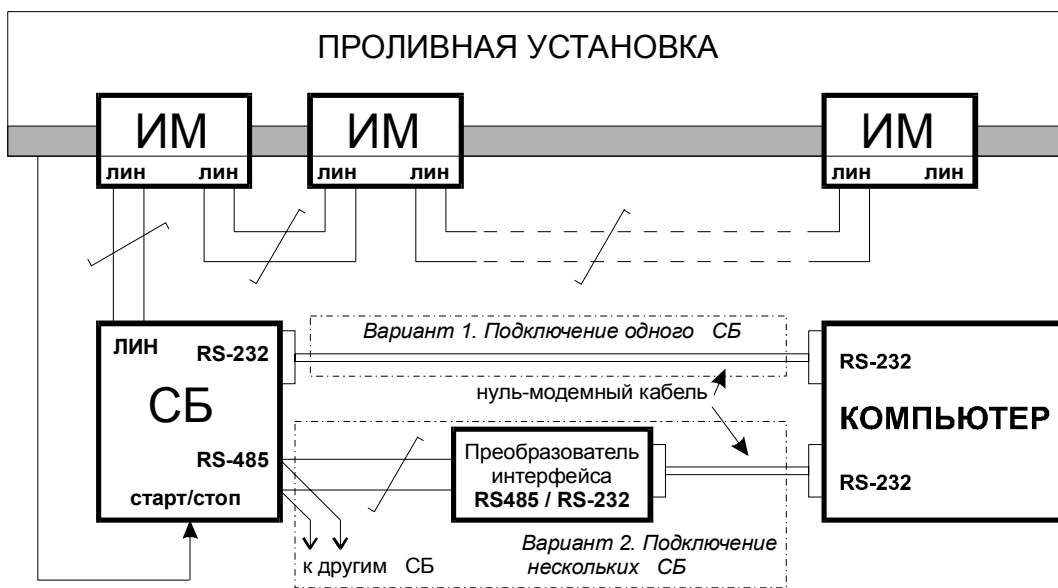 ПРОЛИВНАЯ УСТАНОВКА
ИМ
ИМ
ИМ
лин лин
лин лин
лин лин
Вариант 1. Подключение одного СБ
ЛИН
RS-232
СБ
RS-485
старт/стоп
нуль-модемный кабель
RS-232
КОМПЬЮТЕР
RS-232
Преобразователь
интерфейса
RS485 / RS-232
к другим СБ
Вариант 2. Подключение
нескольких СБ